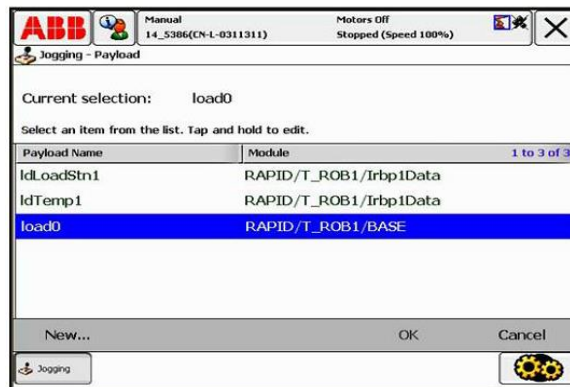 ABB
Manual
14_5386(CN-L-0311311)
Motors Off
Stopped (Speed 100%)
Jogging - Payload
Current selection: load0
Select an item from the list. Tap and hold to edit.
Payload Name Module 1 to 3 of 3
ldLoadStn1 RAPID/T_ROB1/Irbp1Data
ldTemp1 RAPID/T_ROB1/Irbp1Data
load0 RAPID/T_ROB1/BASE
New... OK Cancel
Jogging